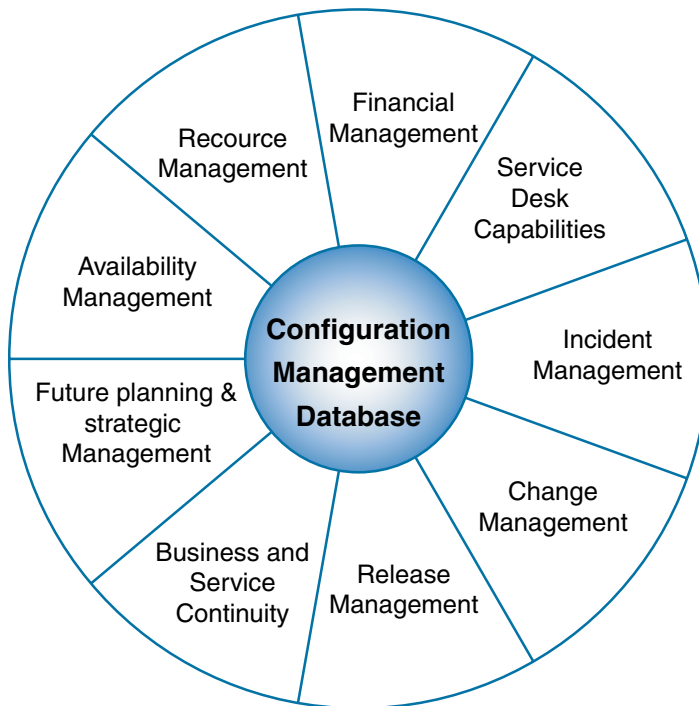 Financial
Management
Service
Desk
Capabilities
Incident
Management
Change
Management
Release
Management
Business and
Service
Continuity
Future planning &
strategic
Management
Availability
Management
Recource
Management
Configuration
Management
Database